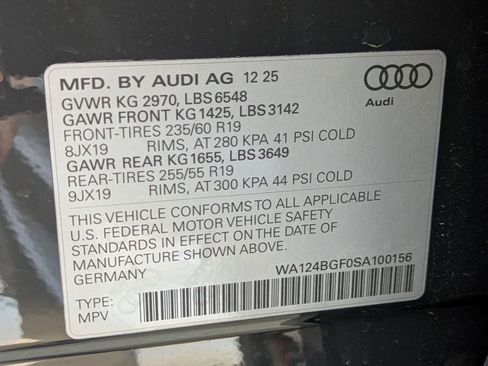 MFD. BY AUDI AG 12 25
GVWR KG 2970, LBS 6548
GAWR FRONT KG 1425, LBS 3142
FRONT-TIRES 235/60 R19
8JX19 RIMS, AT 280 KPA 41 PSI COLD
GAWR REAR KG 1655, LBS 3649
REAR-TIRES 255/55 R19
9JX19 RIMS, AT 300 KPA 44 PSI COLD
Audi
THIS VEHICLE CONFORMS TO ALL APPLICABLE
U.S. FEDERAL MOTOR VEHICLE SAFETY
STANDARDS IN EFFECT ON THE DATE OF
MANUFACTURE SHOWN ABOVE.
GERMANY WA124BGF0SA100156
TYPE:
MPV